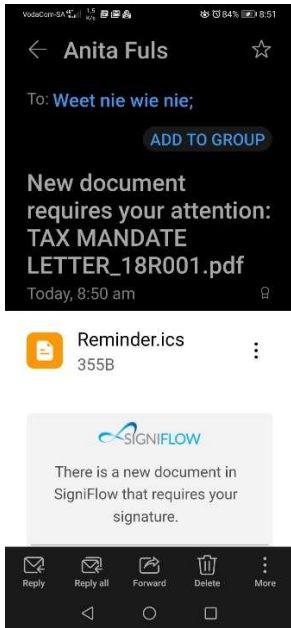 VodaCom-SA 1,5 K/s 84% 8:51
Anita Fuls
To: Weet nie wie nie;
ADD TO GROUP
New document
requires your attention:
TAX MANDATE
LETTER_18R001.pdf
Today, 8:50 am
Reminder.ics
355B
SIGNIFLOW
There is a new document in
SigniFlow that requires your
signature.
Reply Reply all Forward Delete More